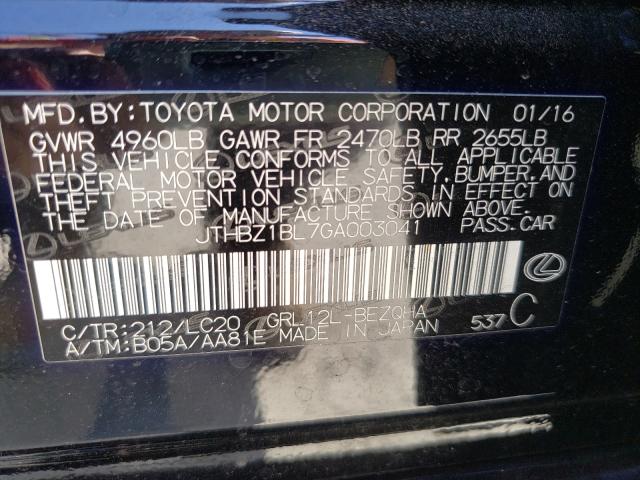 MFD.BY:TOYOTA MOTOR CORPORATION 01/16
GVWR 4960LB GAWR FR 2470LB RR 2655LB
THIS VEHICLE CONFORMS TO ALL APPLICABLE
FEDERAL MOTOR VEHICLE SAFETY,BUMPER,AND
THEFT PREVENTION STANDARDS IN EFFECT ON
THE DATE OF MANUFACTURE SHOWN ABOVE.
JTHBZ1BL7GA003041 PASS.CAR
C/TR:212/LC20 GRL12L-BEZQHA
A/TM:B05A/AA81E MADE IN JAPAN 537 C